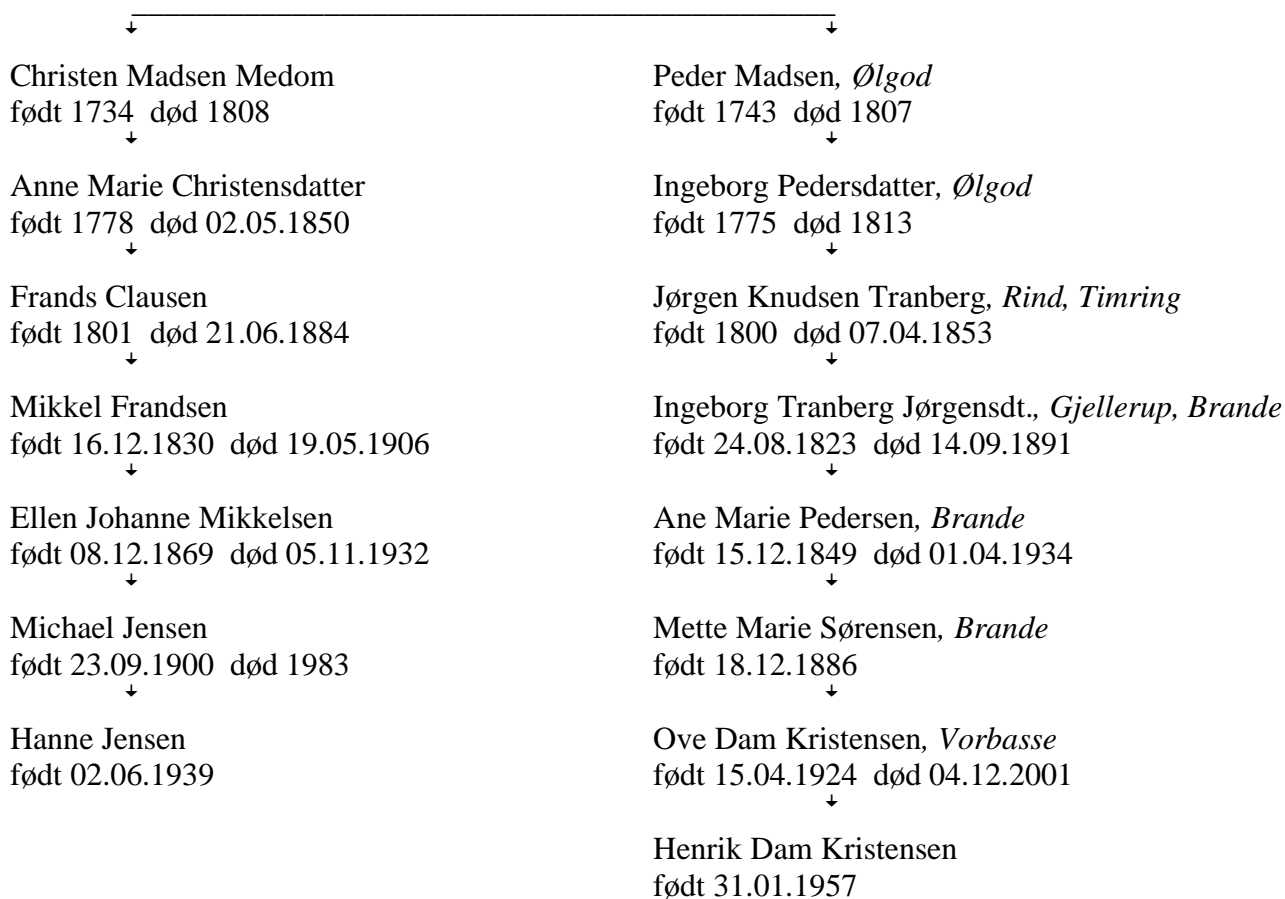 Christen Madsen Medom
født 1734 død 1808
Anne Marie Christensdatter
født 1778 død 02.05.1850
Frands Clausen
født 1801 død 21.06.1884
Mikkel Frandsen
født 16.12.1830 død 19.05.1906
Ellen Johanne Mikkelsen
født 08.12.1869 død 05.11.1932
Michael Jensen
født 23.09.1900 død 1983
Hanne Jensen
født 02.06.1939
Peder Madsen, Ølgod
født 1743 død 1807
Ingeborg Pedersdatter, Ølgod
født 1775 død 1813
Jørgen Knudsen Tranberg, Rind, Timring
født 1800 død 07.04.1853
Ingeborg Tranberg Jørgensdt., Gjellerup, Brande
født 24.08.1823 død 14.09.1891
Ane Marie Pedersen, Brande
født 15.12.1849 død 01.04.1934
Mette Marie Sørensen, Brande
født 18.12.1886
Ove Dam Kristensen, Vorbasse
født 15.04.1924 død 04.12.2001
Henrik Dam Kristensen
født 31.01.1957